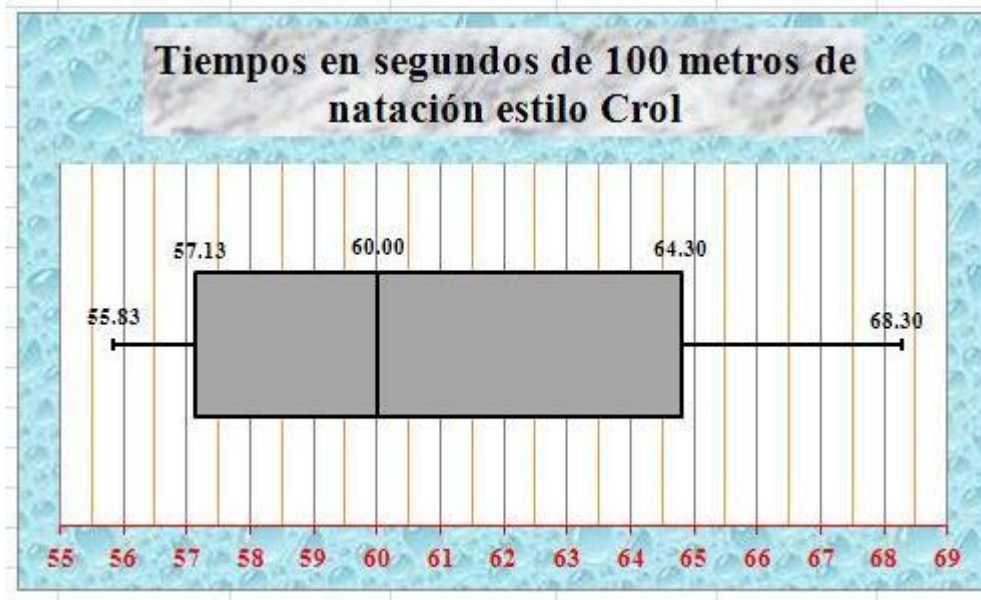 Tiempos en segundos de 100 metros de
natación estilo Crol
57.13 60.00 64.30
55.83 68.30
55 56 57 58 59 60 61 62 63 64 65 66 67 68 69